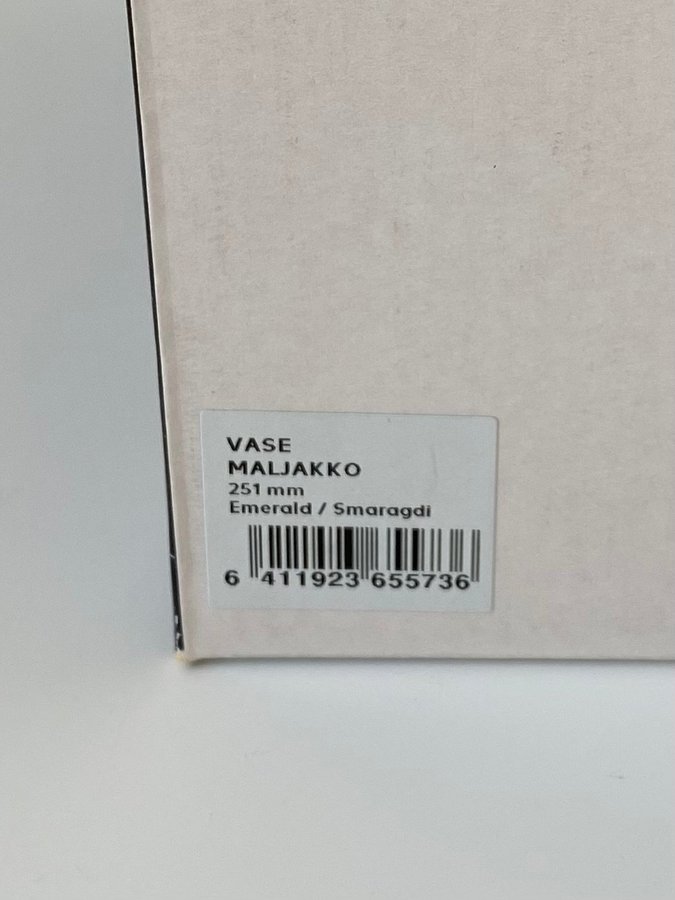 VASE
MALJAKKO
251 mm
Emerald / Smaragdi
6 411923 655736